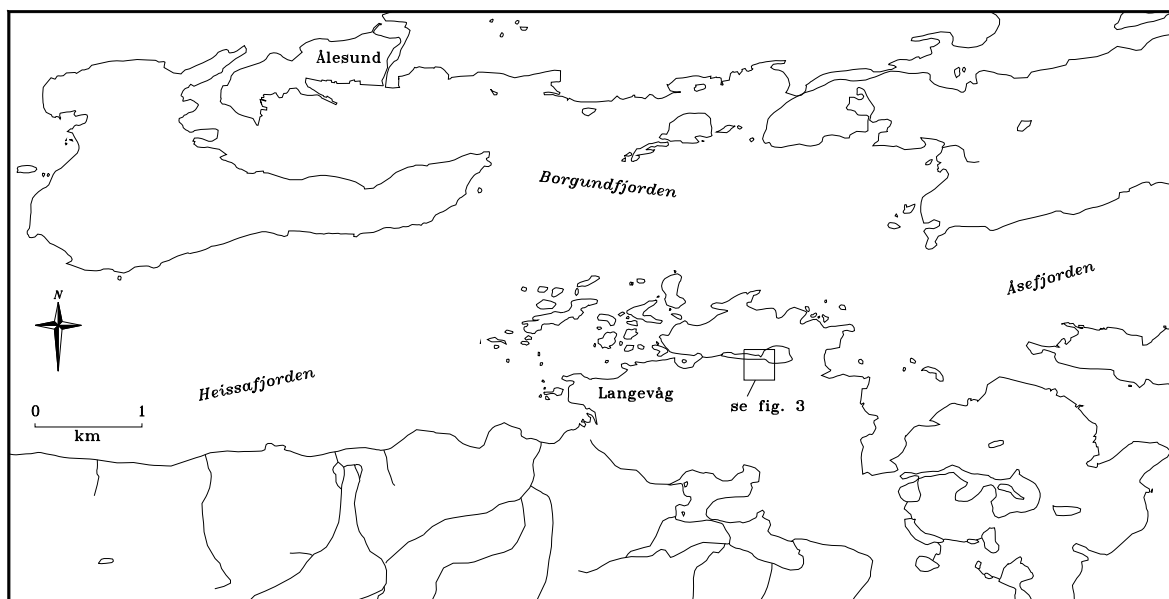 Ålesund
Borgundfjorden
Åsefjorden
N
Heissafjorden
Langevåg
se fig. 3
0 1
km